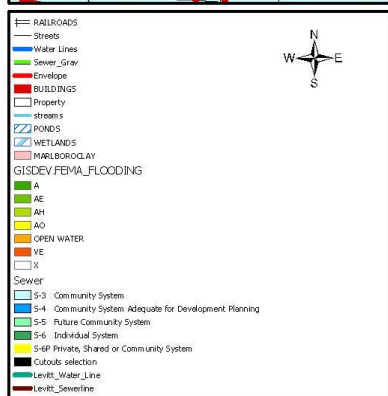 RAILROADS
Streets
Water Lines
Sewer_Grav
Envelope
BUILDINGS
Property
streams
PONDS
WETLANDS
MARLBOROCLAY
GISDEV.FEMA_FLOODING
A
AE
AH
AO
OPEN WATER
VE
X
Sewer
S-3 Community System
S-4 Community System Adequate for Development Planning
S-5 Future Community System
S-6 Individual System
S-6P Private, Shared or Community System
Cutouts selection
Levitt_Water_Line
Levitt_Sewerline
N
W E
S